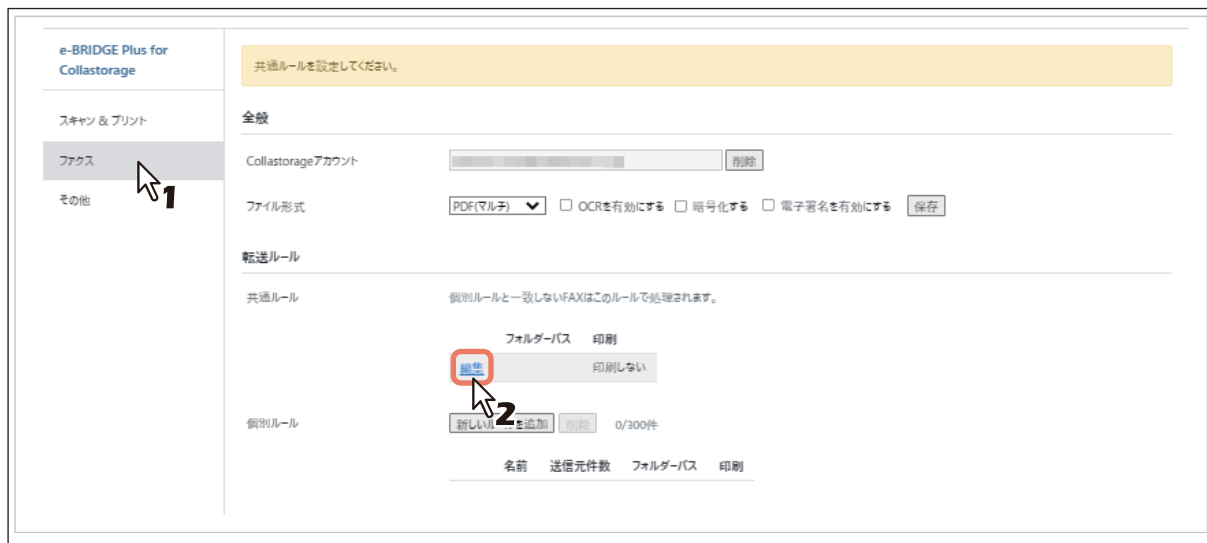 e-BRIDGE Plus for
Collastorage
スキャン & プリント
ファクス
その他
1
共通ルールを設定してください。
全般
Collastorageアカウント
削除
ファイル形式
PDF(マルチ)
OCRを有効にする
暗号化する
電子署名を有効にする
保存
転送ルール
共通ルール
個別ルールと一致しないFAXはこのルールで処理されます。
フォルダーパス 印刷
編集 印刷しない
2
個別ルール
新しいル を追加 削除 0/300件
名前 送信元件数 フォルダーパス 印刷